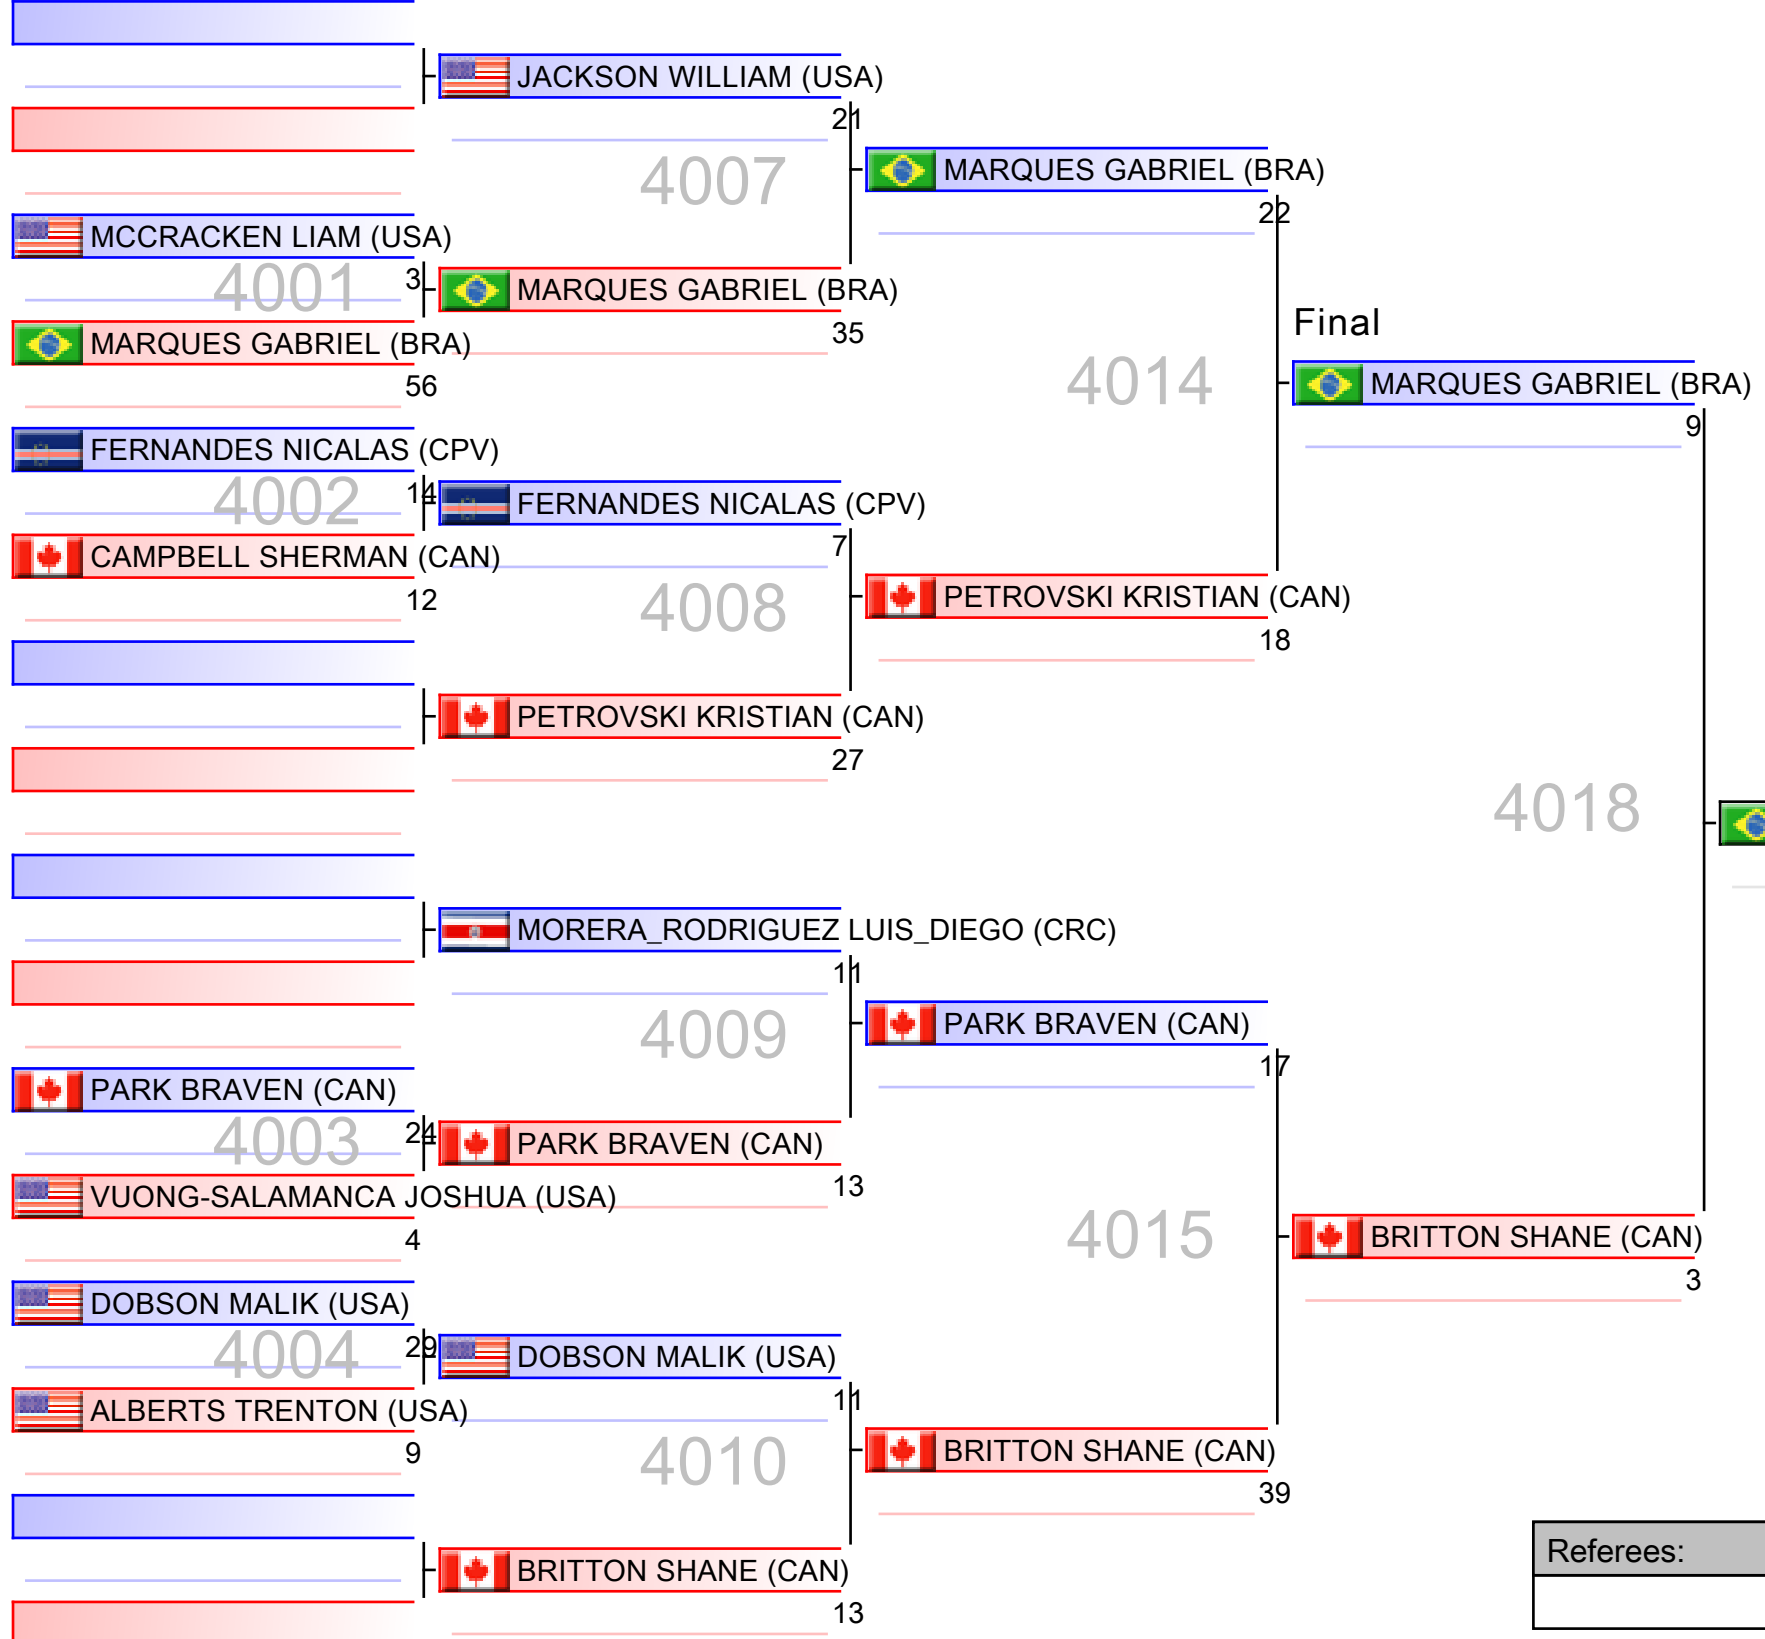 JACKSON WILLIAM (USA)
21
4007
MARQUES GABRIEL (BRA)
22
MCCRACKEN LIAM (USA)
4001
3
MARQUES GABRIEL (BRA)
35
MARQUES GABRIEL (BRA)
56
Final
4014
MARQUES GABRIEL (BRA)
9
FERNANDES NICALAS (CPV)
4002
14
FERNANDES NICALAS (CPV)
7
CAMPBELL SHERMAN (CAN)
12
4008
PETROVSKI KRISTIAN (CAN)
18
PETROVSKI KRISTIAN (CAN)
27
4018
MORERA_RODRIGUEZ LUIS_DIEGO (CRC)
11
4009
PARK BRAVEN (CAN)
17
PARK BRAVEN (CAN)
4003
24
PARK BRAVEN (CAN)
13
VUONG-SALAMANCA JOSHUA (USA)
4
4015
BRITTON SHANE (CAN)
3
DOBSON MALIK (USA)
4004
29
DOBSON MALIK (USA)
11
ALBERTS TRENTON (USA)
9
4010
BRITTON SHANE (CAN)
39
BRITTON SHANE (CAN)
13
Referees: